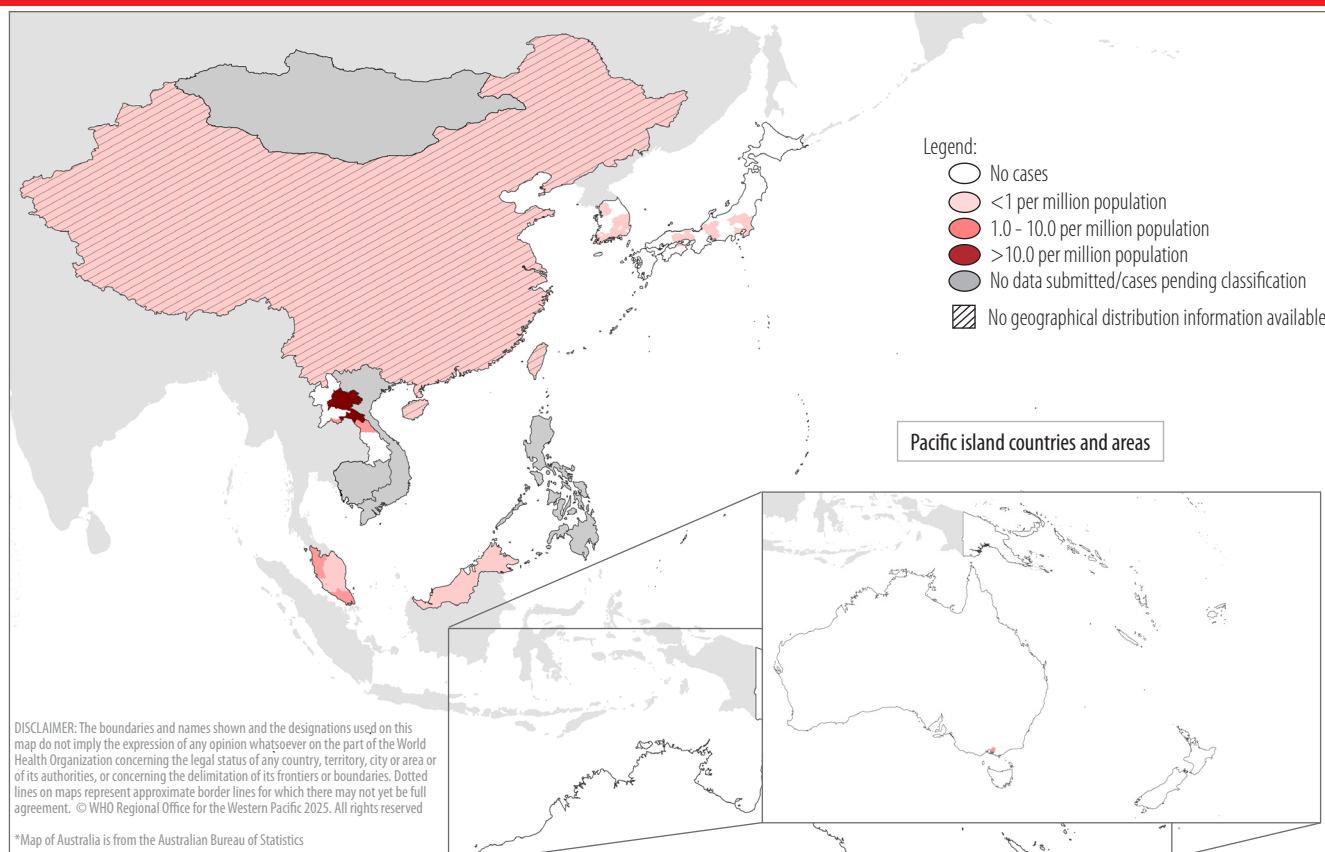 Legend:
No cases
<1 per million population
1.0 - 10.0 per million population
>10.0 per million population
No data submitted/cases pending classification
No geographical distribution information available
Pacific island countries and areas
DISCLAIMER: The boundaries and names shown and the designations used on this
map do not imply the expression of any opinion whatsoever on the part of the World
Health Organization concerning the legal status of any country, territory, city or area or
of its authorities, or concerning the delimitation of its frontiers or boundaries. Dotted
lines on maps represent approximate border lines for which there may not yet be full
agreement. © WHO Regional Office for the Western Pacific 2025. All rights reserved
*Map of Australia is from the Australian Bureau of Statistics